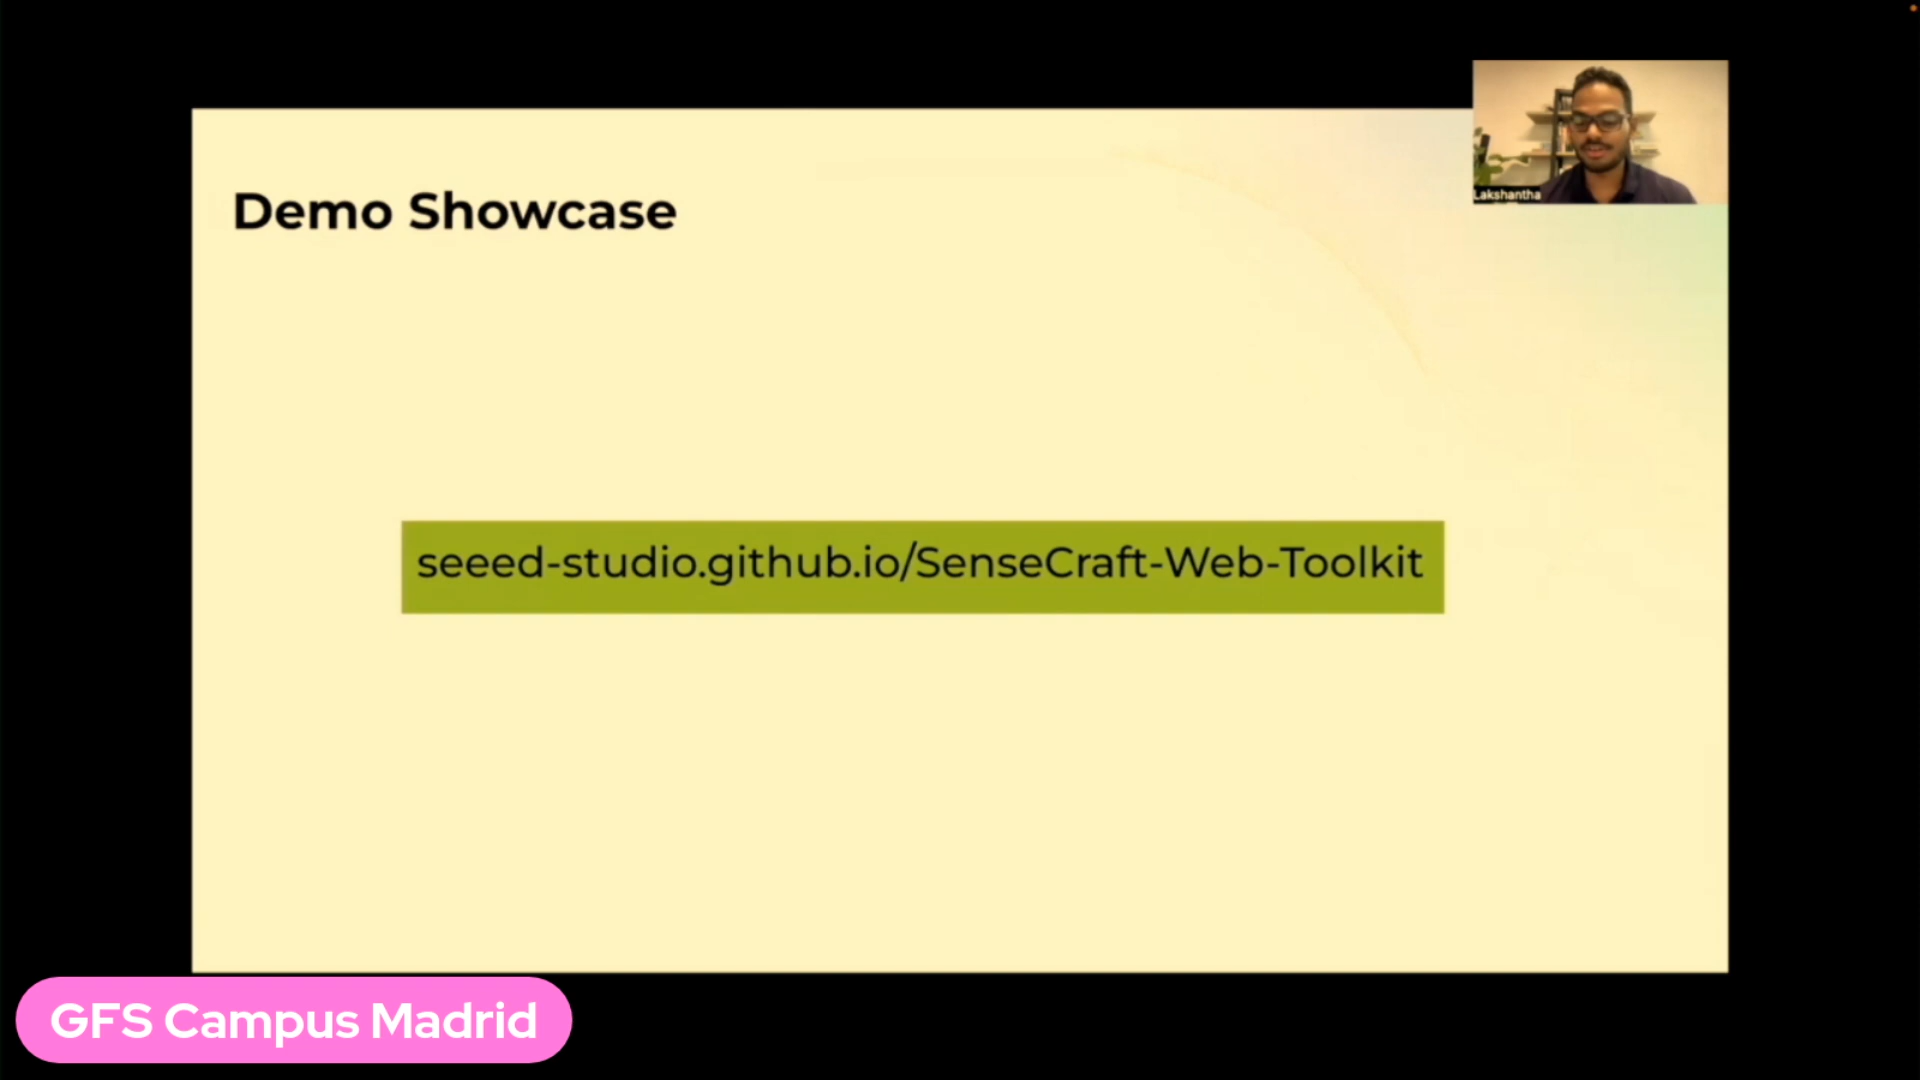 Lakshantha
Demo Showcase
seeed-studio.github.io/SenseCraft-Web-Toolkit
GFS Campus Madrid